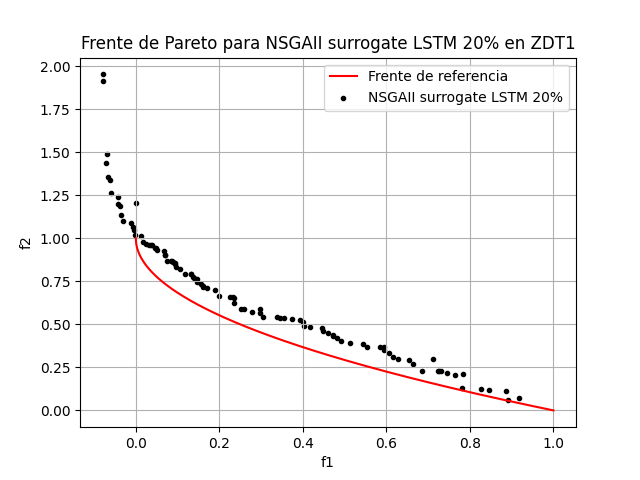 Frente de Pareto para NSGAII surrogate LSTM 20% en ZDT1
Frente de referencia
NSGAII surrogate LSTM 20%
f2
2.00
1.75
1.50
1.25
1.00
0.75
0.50
0.25
0.00
0.0 0.2 0.4 0.6 0.8 1.0
f1